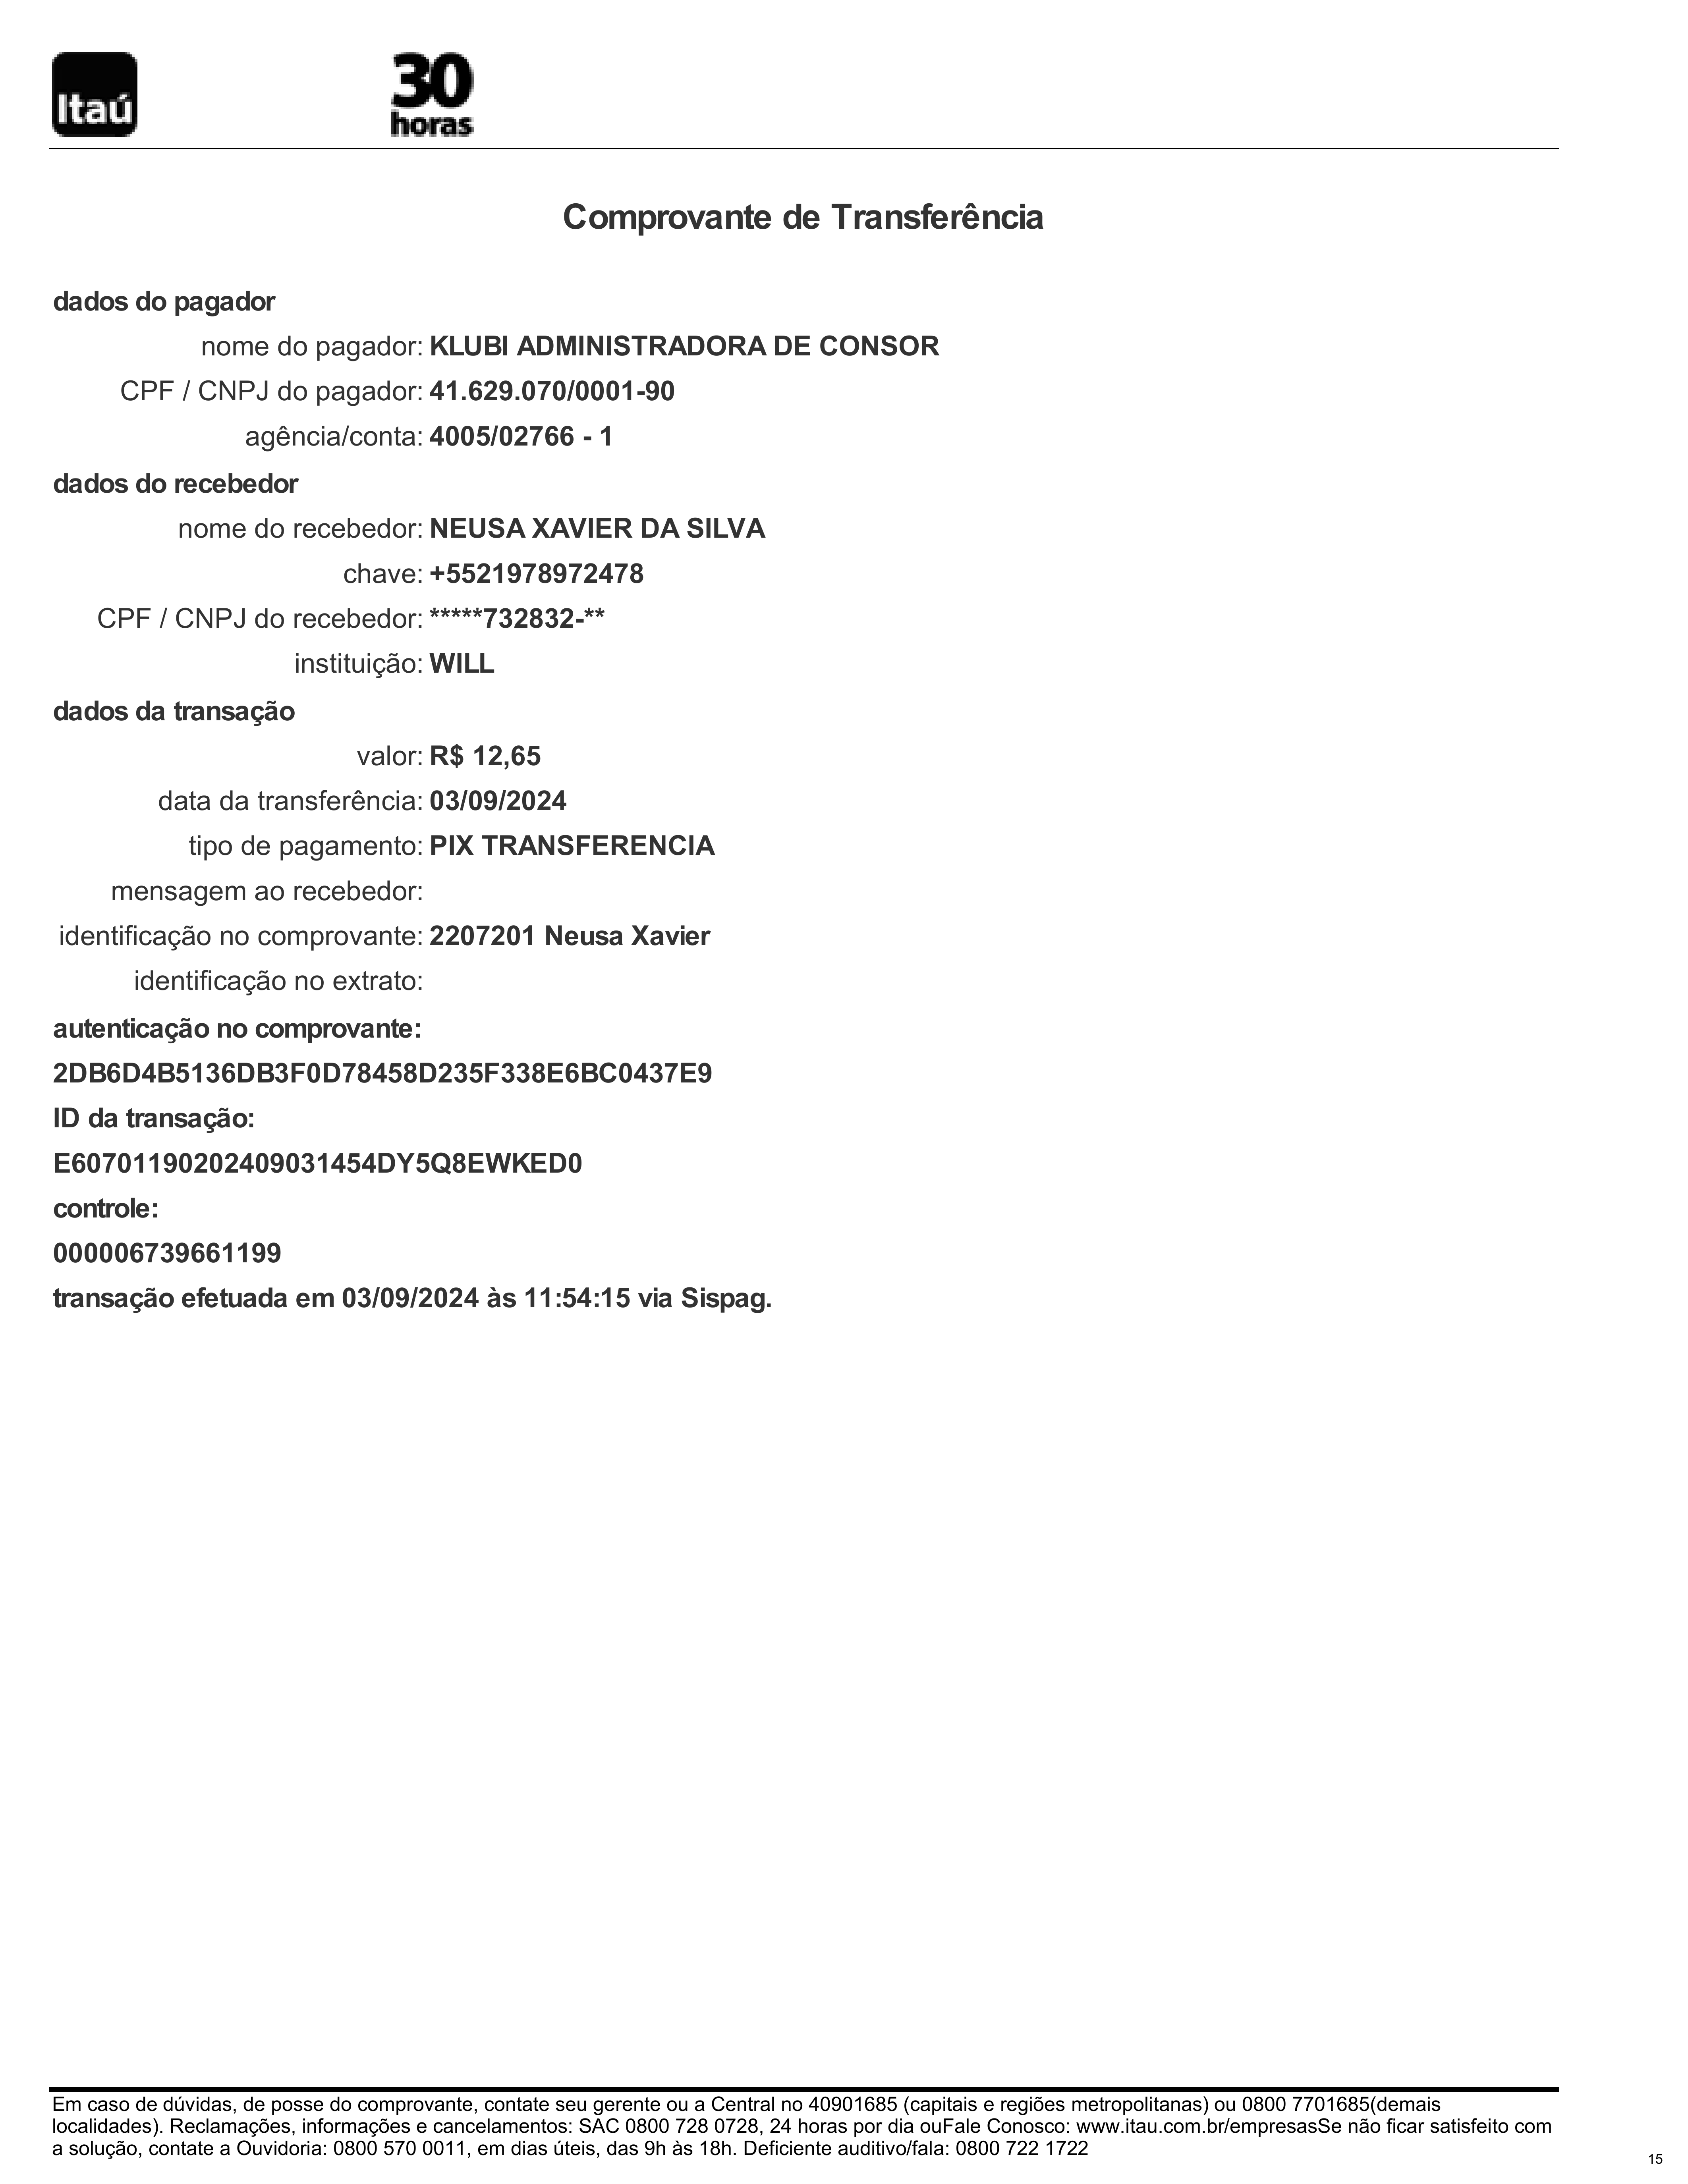 Itaú
30
horas
Comprovante de Transferência
dados do pagador
nome do pagador: KLUBI ADMINISTRADORA DE CONSOR
CPF / CNPJ do pagador: 41.629.070/0001-90
agência/conta: 4005/02766 - 1
dados do recebedor
nome do recebedor: NEUSA XAVIER DA SILVA
chave: +5521978972478
CPF / CNPJ do recebedor: *****732832-**
instituição: WILL
dados da transação
valor: R$ 12,65
data da transferência: 03/09/2024
tipo de pagamento: PIX TRANSFERENCIA
mensagem ao recebedor:
identificação no comprovante: 2207201 Neusa Xavier
identificação no extrato:
autenticação no comprovante:
2DB6D4B5136DB3F0D78458D235F338E6BC0437E9
ID da transação:
E60701190202409031454DY5Q8EWKED0
controle:
000006739661199
transação efetuada em 03/09/2024 às 11:54:15 via Sispag.
Em caso de dúvidas, de posse do comprovante, contate seu gerente ou a Central no 40901685 (capitais e regiões metropolitanas) ou 0800 7701685(demais
localidades). Reclamações, informações e cancelamentos: SAC 0800 728 0728, 24 horas por dia ouFale Conosco: www.itau.com.br/empresasSe não ficar satisfeito com
a solução, contate a Ouvidoria: 0800 570 0011, em dias úteis, das 9h às 18h. Deficiente auditivo/fala: 0800 722 1722
15